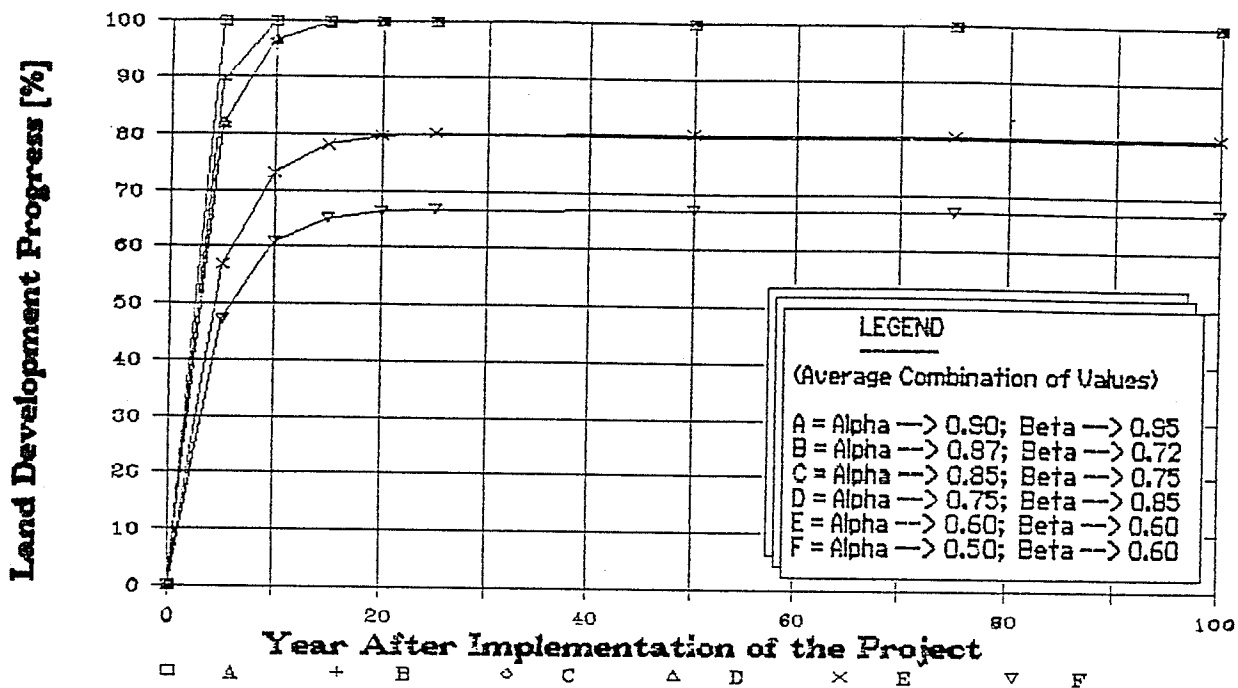 Land Development Progress [%]
100
90
80
70
60
50
40
30
20
10
0
0 20 40 60 80 100
Year After Implementation of the Project
A B C D E F
LEGEND
(Average Combination of Values)
A = Alpha --> 0.90; Beta --> 0.95
B = Alpha --> 0.87; Beta --> 0.72
C = Alpha --> 0.85; Beta --> 0.75
D = Alpha --> 0.75; Beta --> 0.85
E = Alpha --> 0.60; Beta --> 0.60
F = Alpha --> 0.50; Beta --> 0.60